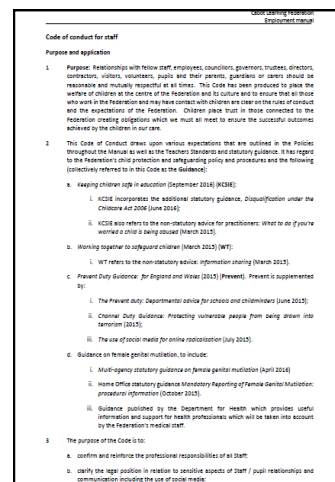 Cabot Learning Federation
Employment manual
Code of conduct for staff
Purpose and application
1 Purpose: Relationships with fellow staff, employees, councillors, governors, trustees, directors,
contractors, visitors, volunteers, pupils and their parents, guardians or carers should be
reasonable and mutually respectful at all times. This Code has been produced to place the
welfare of children at the centre of the Federation and its culture and to ensure that all those
who work in the Federation and may have contact with children are clear on the rules of conduct
and the expectations of the Federation. Children place trust in those connected to the
Federation creating obligations which we must all meet to ensure the successful outcomes
achieved by the children in our care.
2 This Code of Conduct draws upon various expectations that are outlined in the Policies
throughout the Manual as well as the Teachers Standards and statutory guidance. It has regard
to the Federation's child protection and safeguarding policy and procedures and the following
(collectively referred to in this Code as the Guidance):
a. Keeping children safe in education (September 2016) (KCSIE):
i. KCSIE incorporates the additional statutory guidance, Disqualification under the
Childcare Act 2006 (June 2016);
ii. KCSIE also refers to the non-statutory advice for practitioners: What to do if you're
worried a child is being abused (March 2015).
b. Working together to safeguard children (March 2015) (WT):
i. WT refers to the non-statutory advice: Information sharing (March 2015).
c. Prevent Duty Guidance: for England and Wales (2015) (Prevent). Prevent is supplemented
by:
i. The Prevent duty: Departmental advice for schools and childminders (June 2015);
ii. Channel Duty Guidance: Protecting vulnerable people from being drawn into
terrorism (2015);
iii. The use of social media for online radicalisation (July 2015).
d. Guidance on female genital mutilation, to include:
i. Multi-agency statutory guidance on female genital mutilation (April 2016)
ii. Home Office statutory guidance Mandatory Reporting of Female Genital Mutilation:
procedural information (October 2015).
iii. Guidance published by the Department for Health which provides useful
information and support for health professionals which will be taken into account
by the Federation's medical staff.
3 The purpose of the Code is to:
a. confirm and reinforce the professional responsibilities of all Staff;
b. clarify the legal position in relation to sensitive aspects of Staff / pupil relationships and
communication including the use of social media;